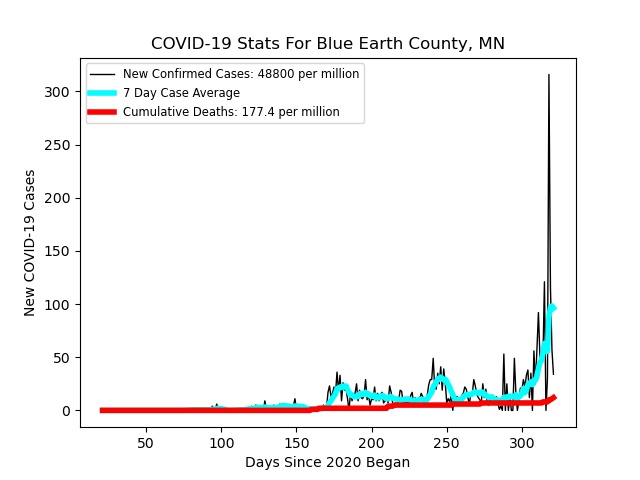 COVID-19 Stats For Blue Earth County, MN
New Confirmed Cases: 48800 per million
7 Day Case Average
Cumulative Deaths: 177.4 per million
New COVID-19 Cases
300
250
200
150
100
50
0
50 100 150 200 250 300
Days Since 2020 Began